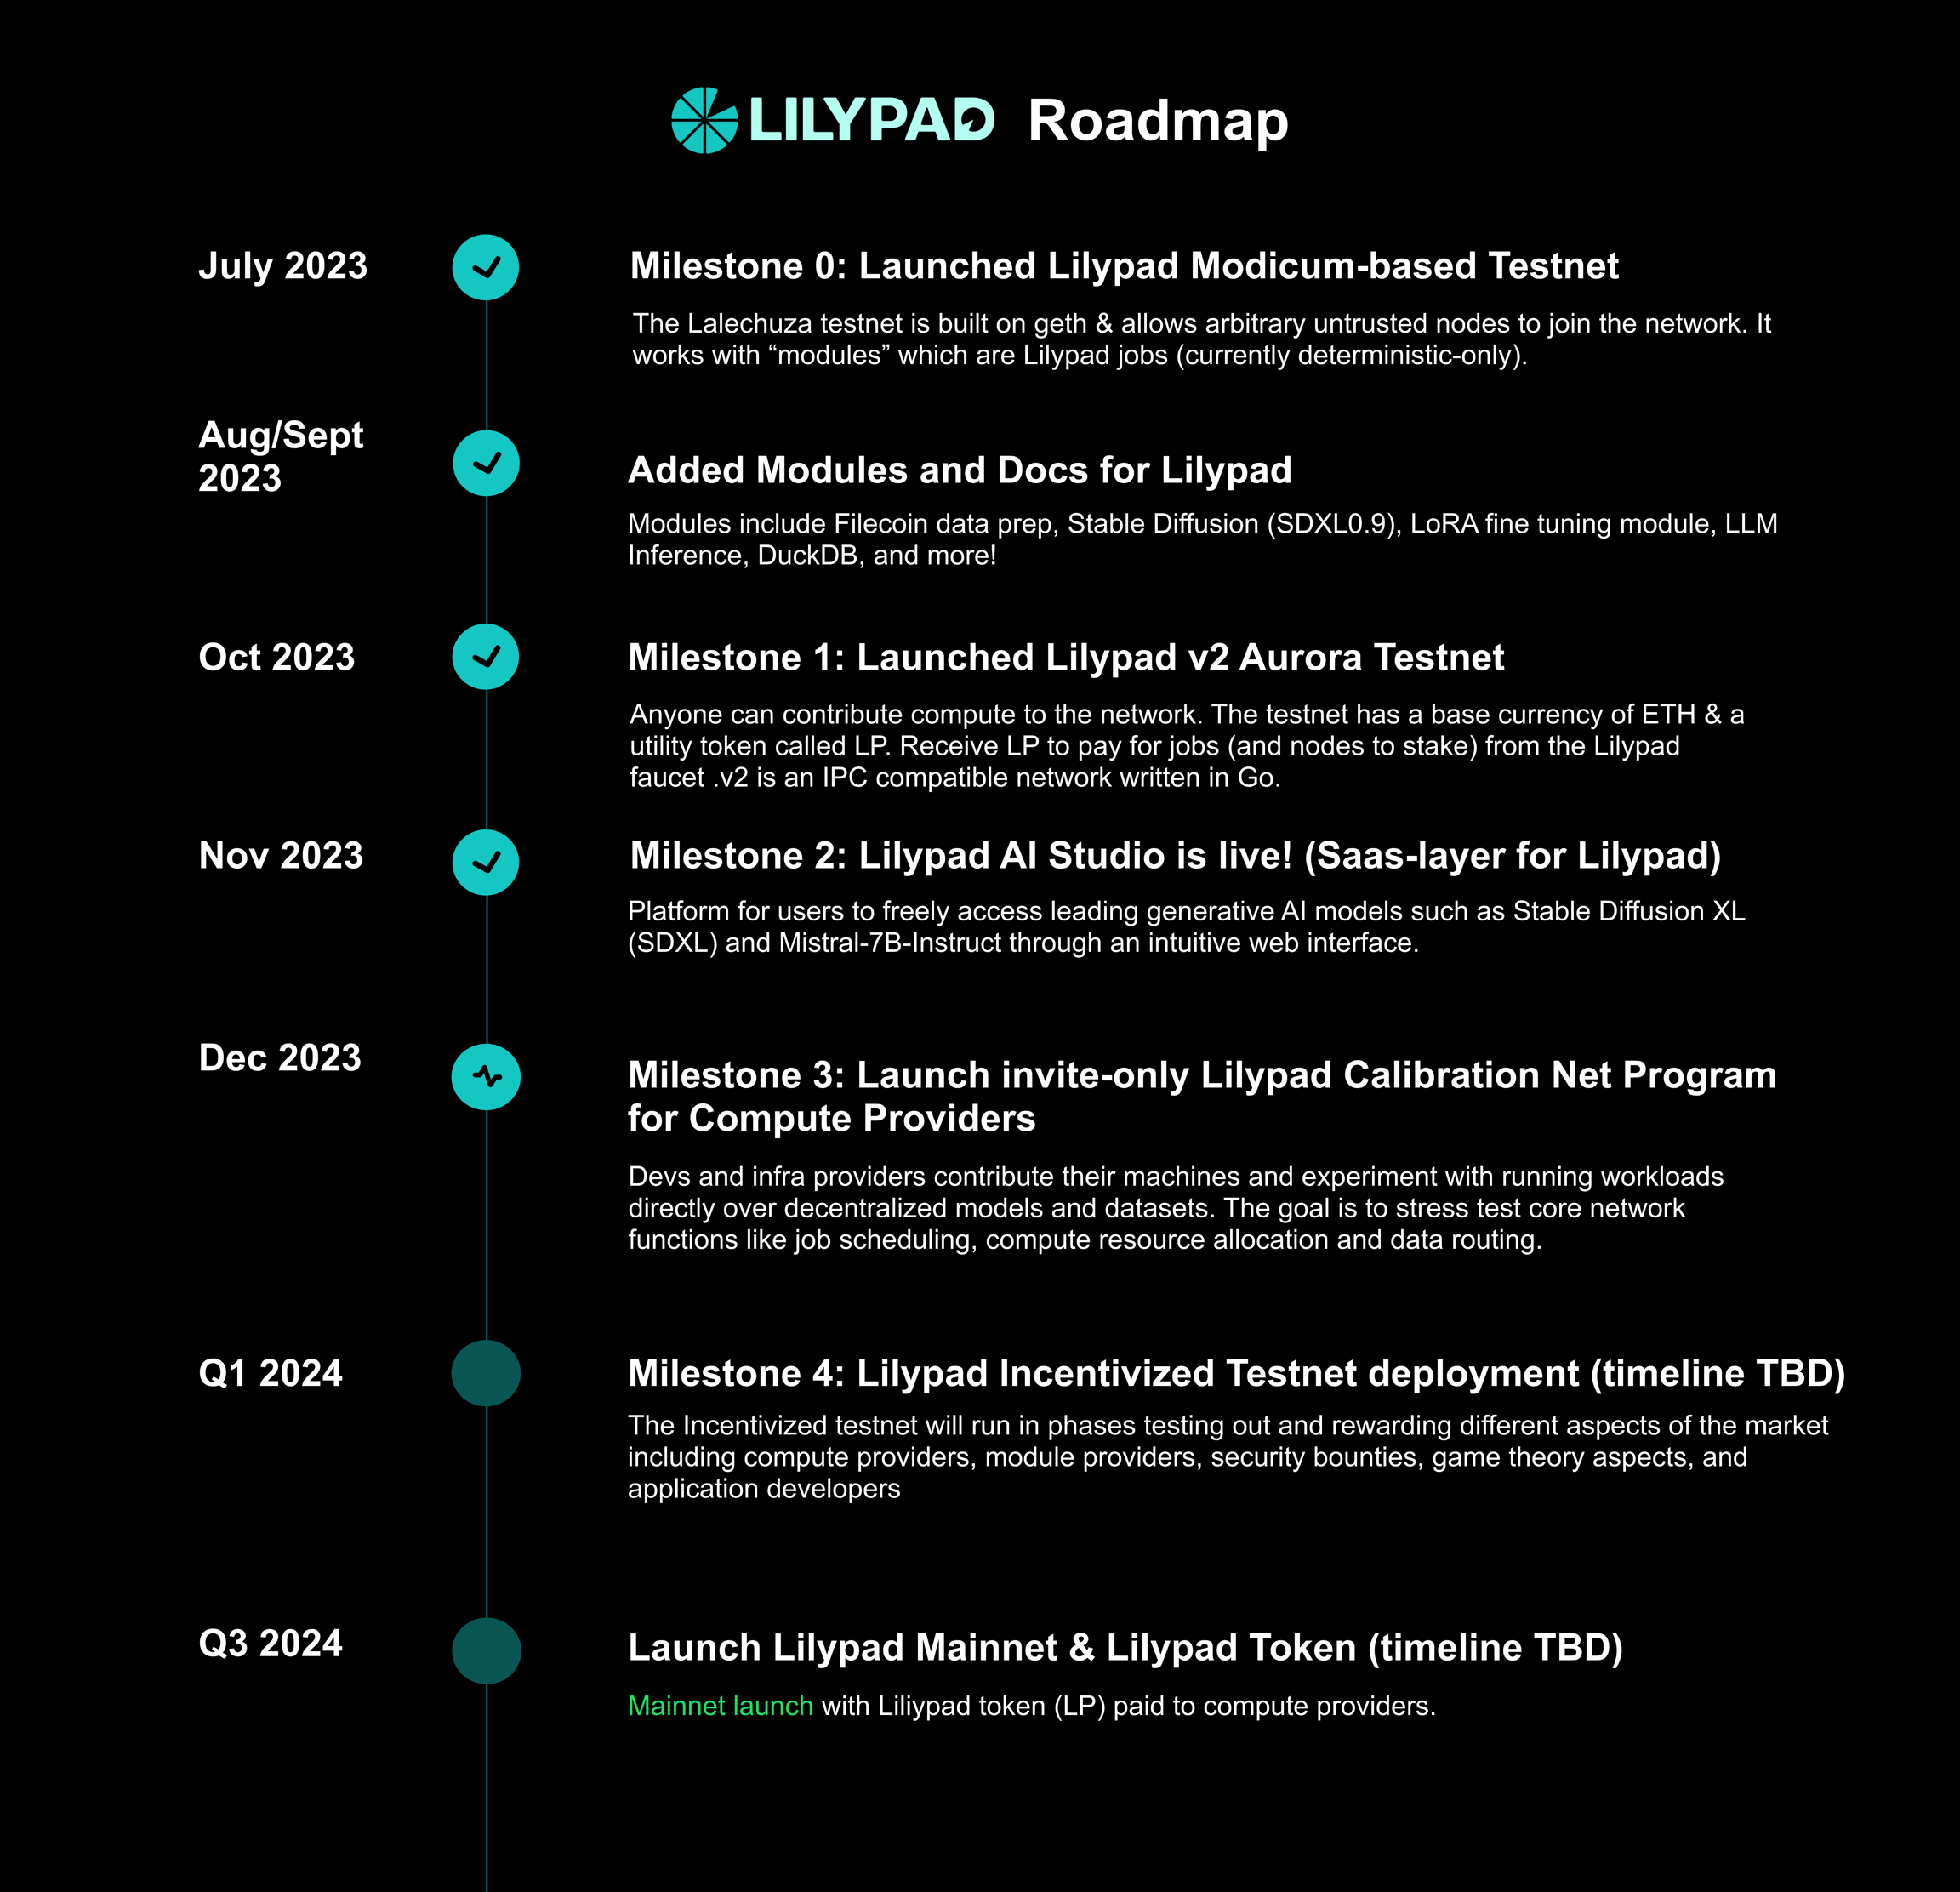 LILYPAD Roadmap
July 2023
Milestone 0: Launched Lilypad Modicum-based Testnet
The Lalechuza testnet is built on geth & allows arbitrary untrusted nodes to join the network. It
works with “modules” which are Lilypad jobs (currently deterministic-only).
Aug/Sept
2023
Added Modules and Docs for Lilypad
Modules include Filecoin data prep, Stable Diffusion (SDXL0.9), LoRA fine tuning module, LLM
Inference, DuckDB, and more!
Oct 2023
Milestone 1: Launched Lilypad v2 Aurora Testnet
Anyone can contribute compute to the network. The testnet has a base currency of ETH & a
utility token called LP. Receive LP to pay for jobs (and nodes to stake) from the Lilypad
faucet .v2 is an IPC compatible network written in Go.
Nov 2023
Milestone 2: Lilypad AI Studio is live! (Saas-layer for Lilypad)
Platform for users to freely access leading generative AI models such as Stable Diffusion XL
(SDXL) and Mistral-7B-Instruct through an intuitive web interface.
Dec 2023
Milestone 3: Launch invite-only Lilypad Calibration Net Program
for Compute Providers
Devs and infra providers contribute their machines and experiment with running workloads
directly over decentralized models and datasets. The goal is to stress test core network
functions like job scheduling, compute resource allocation and data routing.
Q1 2024
Milestone 4: Lilypad Incentivized Testnet deployment (timeline TBD)
The Incentivized testnet will run in phases testing out and rewarding different aspects of the market
including compute providers, module providers, security bounties, game theory aspects, and
application developers
Q3 2024
Launch Lilypad Mainnet & Lilypad Token (timeline TBD)
Mainnet launch with Liliypad token (LP) paid to compute providers.